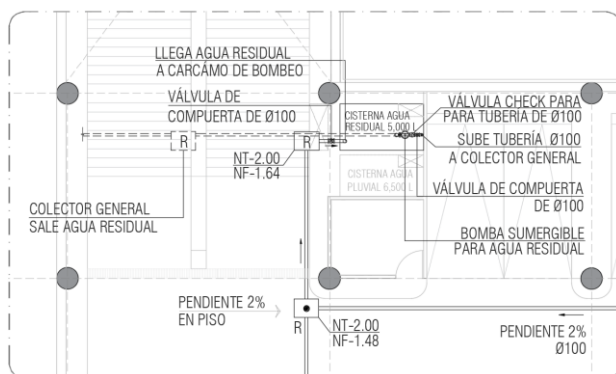 LLEGA AGUA RESIDUAL
A CARCÁMO DE BOMBEO
VÁLVULA DE
COMPUERTA DE Ø100
CISTERNA AGUA
RESIDUAL 5,000
VÁLVULA CHECK PARA
PARA TUBERÍA DE Ø100
SUBE TUBERÍA Ø100
A COLECTOR GENERAL
R
R
NT-2.00
NF-1.64
CISTERNA AGUA
PLUVIAL 6,500 L
VÁLVULA DE COMPUERTA
DE Ø100
COLECTOR GENERAL
SALE AGUA RESIDUAL
BOMBA SUMERGIBLE
PARA AGUA RESIDUAL
PENDIENTE 2%
EN PISO
R
NT-2.00
NF-1.48
PENDIENTE 2%
Ø100